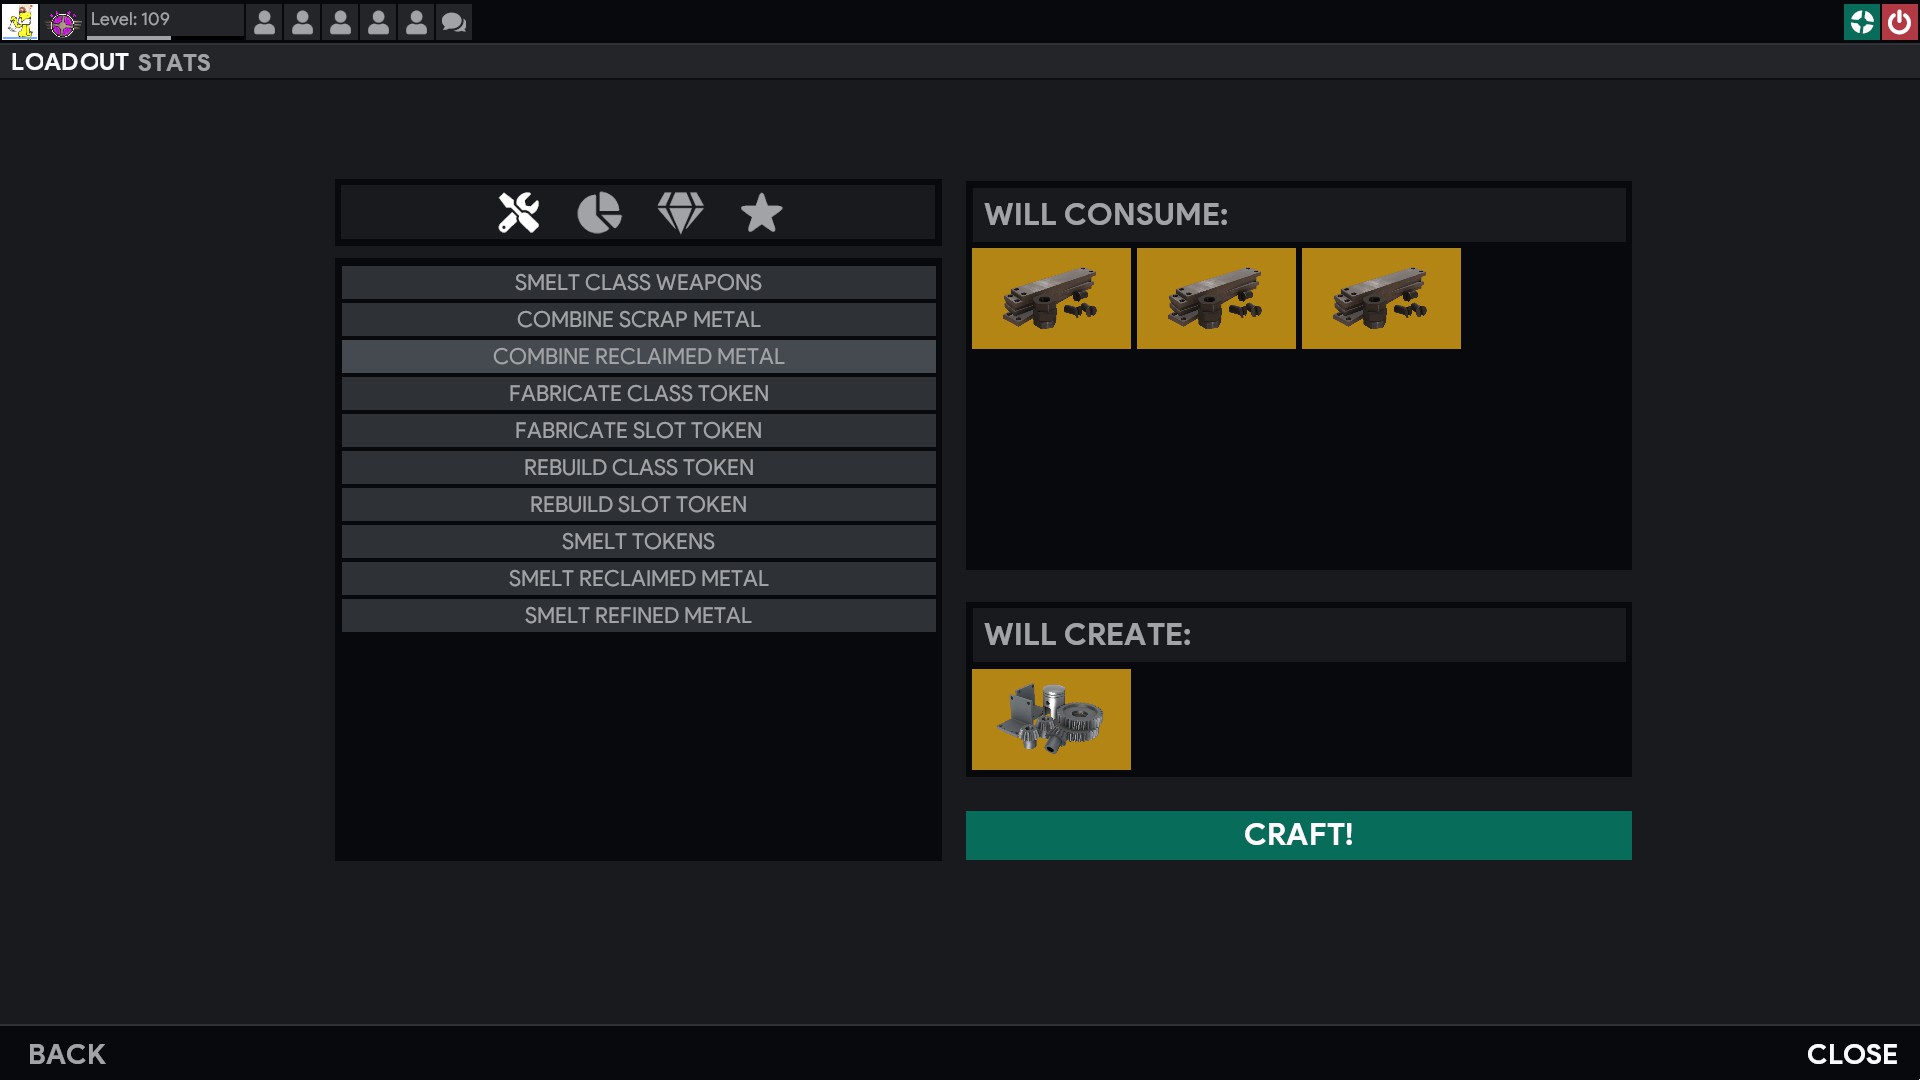 Level: 109
LOADOUT STATS
WILL CONSUME:
SMELT CLASS WEAPONS
COMBINE SCRAP METAL
COMBINE RECLAIMED METAL
FABRICATE CLASS TOKEN
FABRICATE SLOT TOKEN
REBUILD CLASS TOKEN
REBUILD SLOT TOKEN
SMELT TOKENS
SMELT RECLAIMED METAL
SMELT REFINED METAL
WILL CREATE:
CRAFT!
BACK
CLOSE